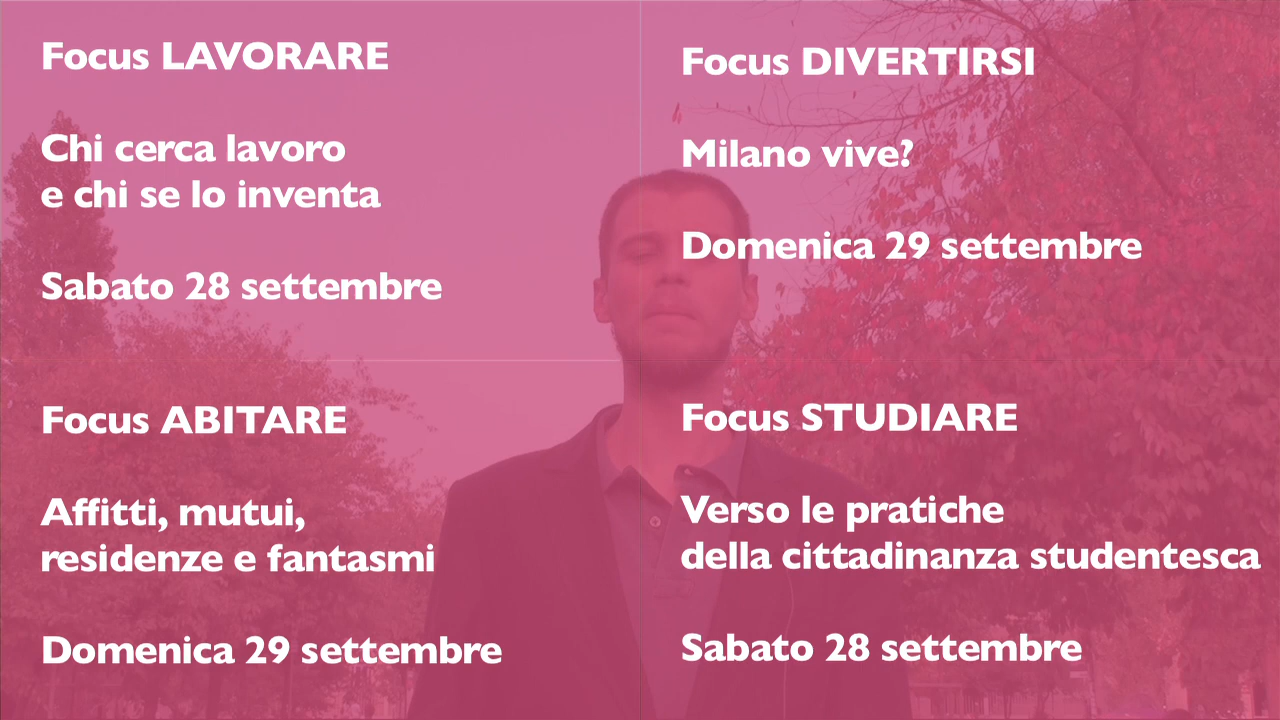 Focus LAVORARE
Chi cerca lavoro
e chi se lo inventa
Sabato 28 settembre
Focus DIVERTIRSI
Milano vive?
Domenica 29 settembre
Focus ABITARE
Affitti, mutui,
residenze e fantasmi
Domenica 29 settembre
Focus STUDIARE
Verso le pratiche
della cittadinanza studentesca
Sabato 28 settembre